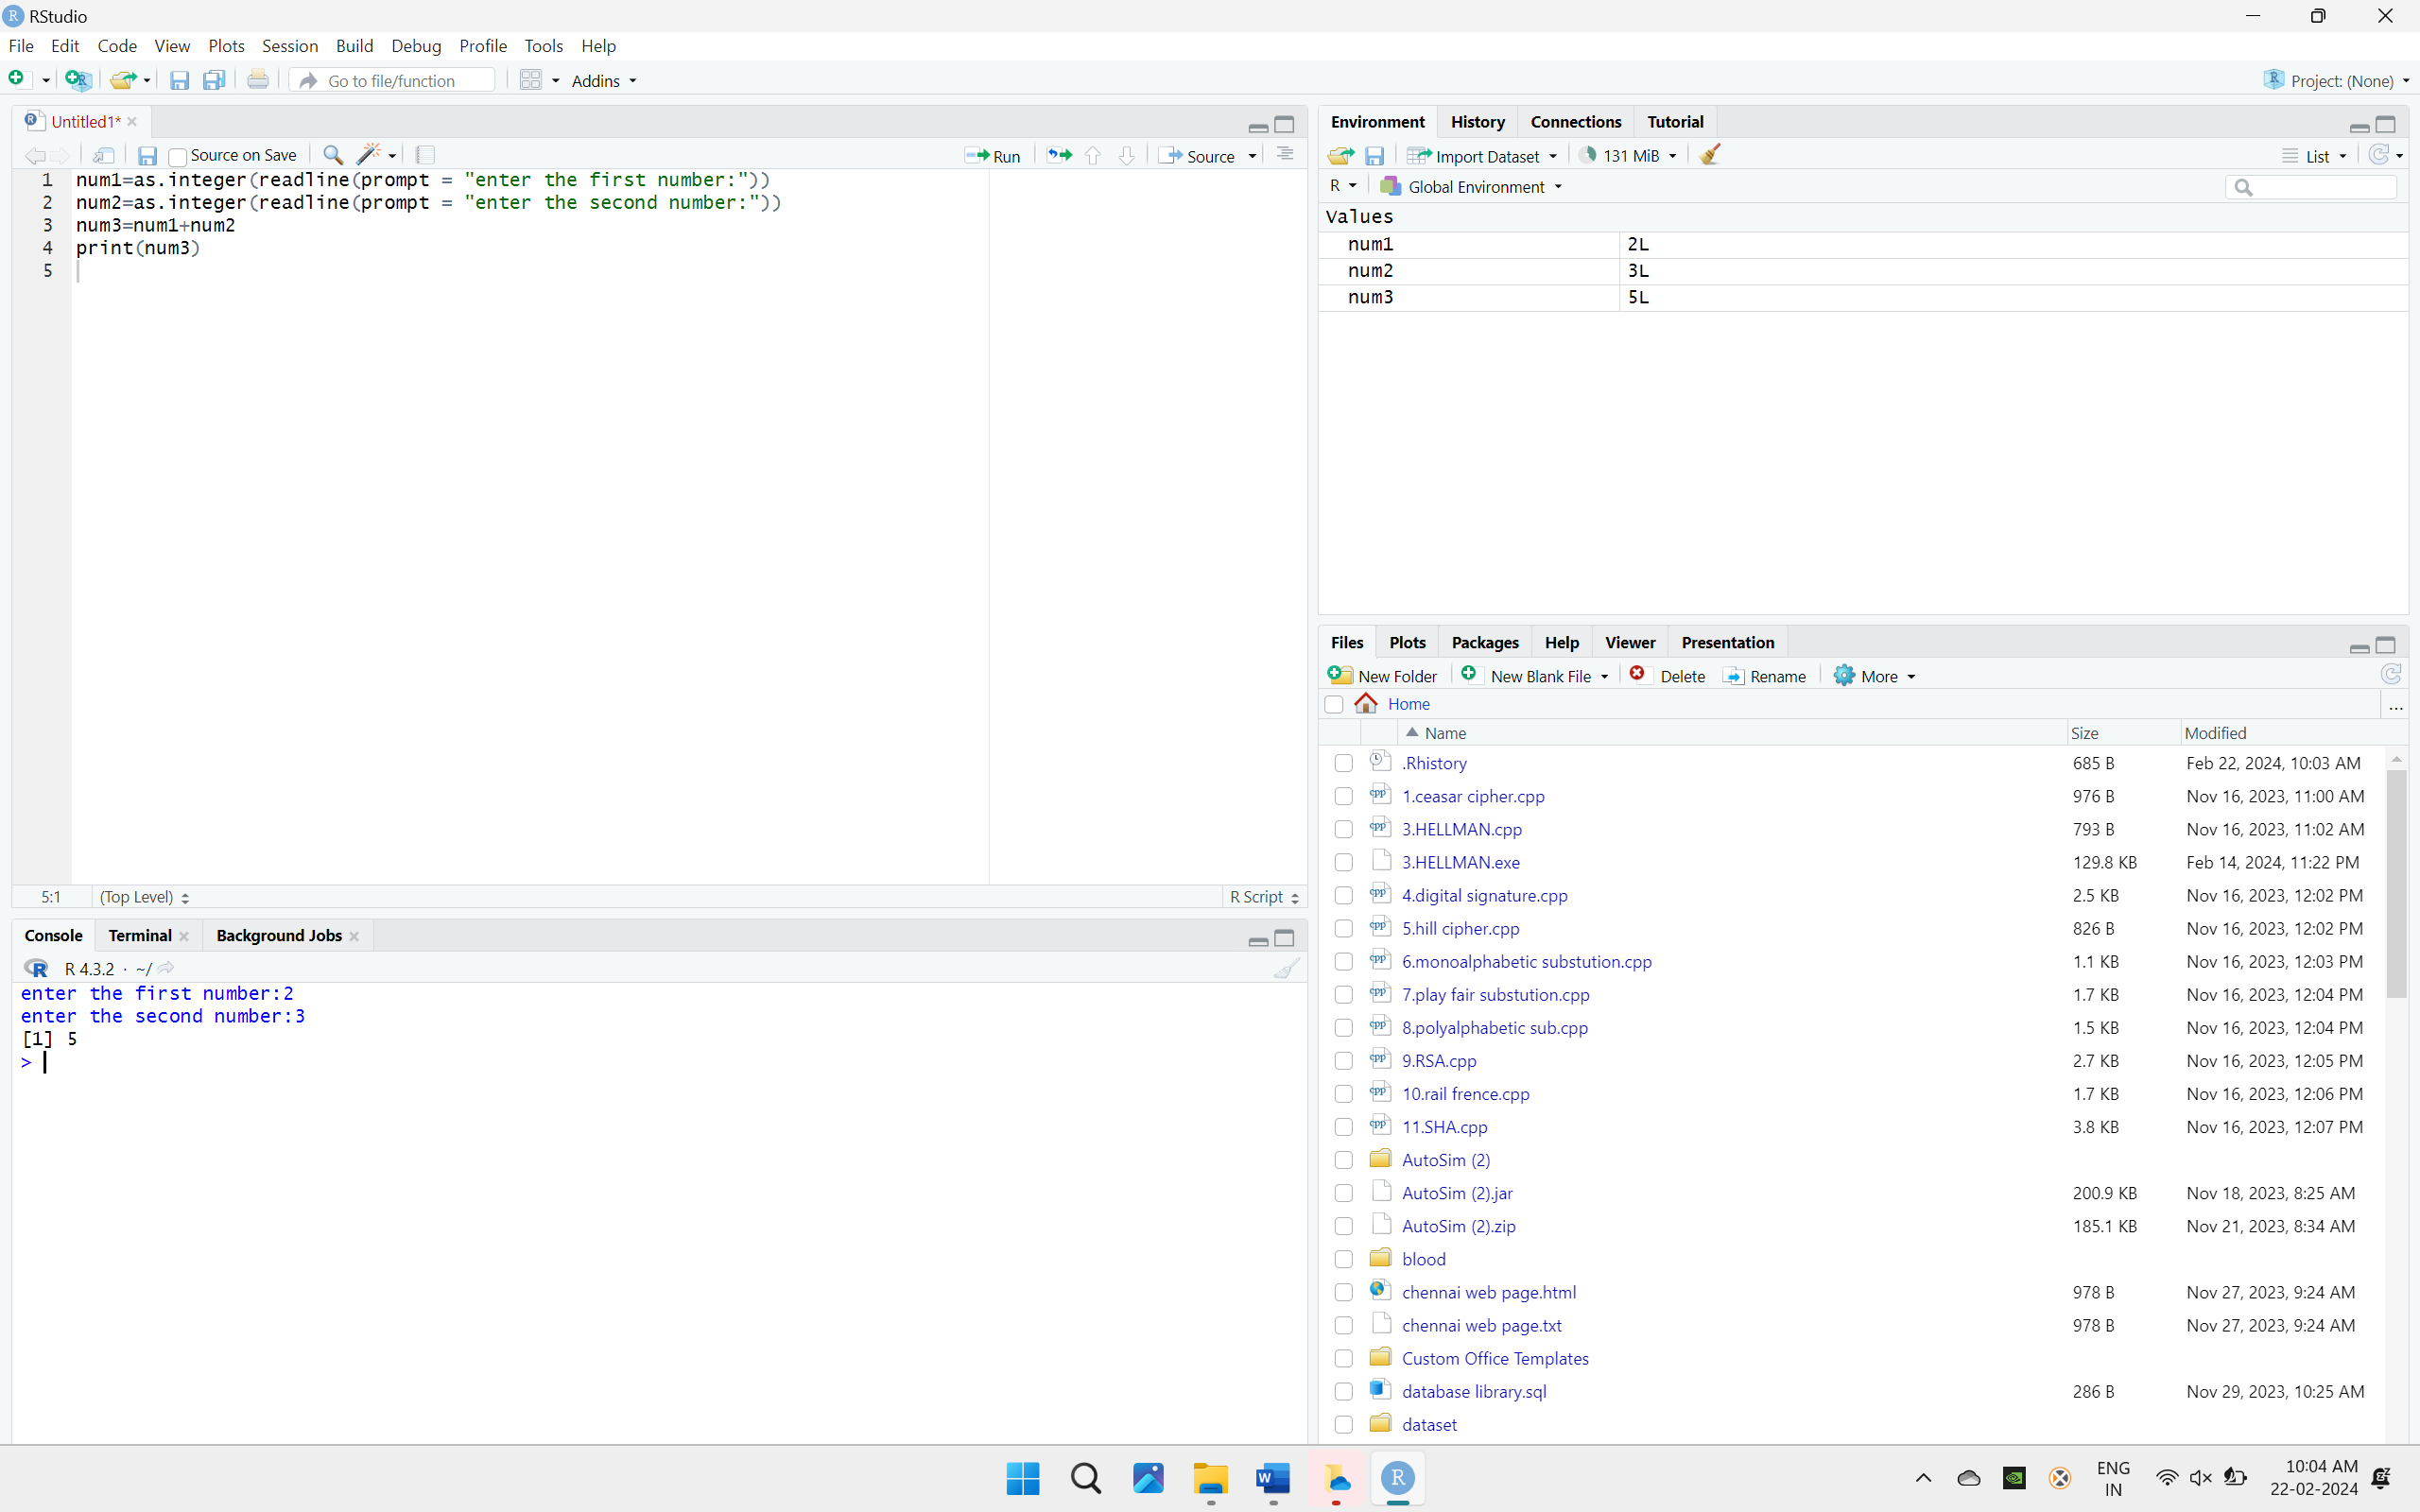 RStudio
File Edit Code View Plots Session Build Debug Profile Tools Help
Go to file/function Addins Project: (None)
Untitled1*
Source on Save Run Source
1 num1=as.integer(readline(prompt = "enter the first number:"))
2 num2=as.integer(readline(prompt = "enter the second number:"))
3 num3=num1+num2
4 print(num3)
5
5:1 (Top Level) R Script
Console Terminal Background Jobs
R 4.3.2 · ~/
enter the first number:2
enter the second number:3
[1] 5
>
Environment History Connections Tutorial
Import Dataset 131 MiB List
R Global Environment
Values
num1 2L
num2 3L
num3 5L
Files Plots Packages Help Viewer Presentation
New Folder New Blank File Delete Rename More
Home ...
Name Size Modified
.Rhistory 685 B Feb 22, 2024, 10:03 AM
1.ceasar cipher.cpp 976 B Nov 16, 2023, 11:00 AM
3.HELLMAN.cpp 793 B Nov 16, 2023, 11:02 AM
3.HELLMAN.exe 129.8 KB Feb 14, 2024, 11:22 PM
4.digital signature.cpp 2.5 KB Nov 16, 2023, 12:02 PM
5.hill cipher.cpp 826 B Nov 16, 2023, 12:02 PM
6.monoalphabetic substution.cpp 1.1 KB Nov 16, 2023, 12:03 PM
7.play fair substution.cpp 1.7 KB Nov 16, 2023, 12:04 PM
8.polyalphabetic sub.cpp 1.5 KB Nov 16, 2023, 12:04 PM
9.RSA.cpp 2.7 KB Nov 16, 2023, 12:05 PM
10.rail frence.cpp 1.7 KB Nov 16, 2023, 12:06 PM
11.SHA.cpp 3.8 KB Nov 16, 2023, 12:07 PM
AutoSim (2)
AutoSim (2).jar 200.9 KB Nov 18, 2023, 8:25 AM
AutoSim (2).zip 185.1 KB Nov 21, 2023, 8:34 AM
blood
chennai web page.html 978 B Nov 27, 2023, 9:24 AM
chennai web page.txt 978 B Nov 27, 2023, 9:24 AM
Custom Office Templates
database library.sql 286 B Nov 29, 2023, 10:25 AM
dataset
ENG 10:04 AM
IN 22-02-2024